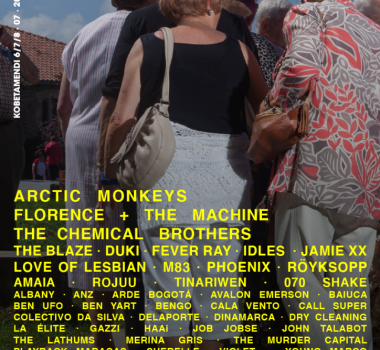 KOBETAMENDI 6/7/8 · 07 · 20
ARCTIC MONKEYS
FLORENCE + THE MACHINE
THE CHEMICAL BROTHERS
THE BLAZE · DUKI · FEVER RAY · IDLES · JAMIE XX
LOVE OF LESBIAN · M83 · PHOENIX · RÖYKSOPP
AMAIA · ROJUU · TINARIWEN · 070 SHAKE
ALBANY · ANZ · ARDE BOGOTÁ · AVALON EMERSON · BAIUCA
BEN UFO · BEN YART · BENGO · CALA VENTO · CALL SUPER
COLECTIVO DA SILVA · DELAPORTE · DINAMARCA · DRY CLEANING
LA ÉLITE · GAZZI · HAAi · JOB JOBSE · JOHN TALABOT
THE LATHUMS · MERINA GRIS · THE MURDER CAPITAL